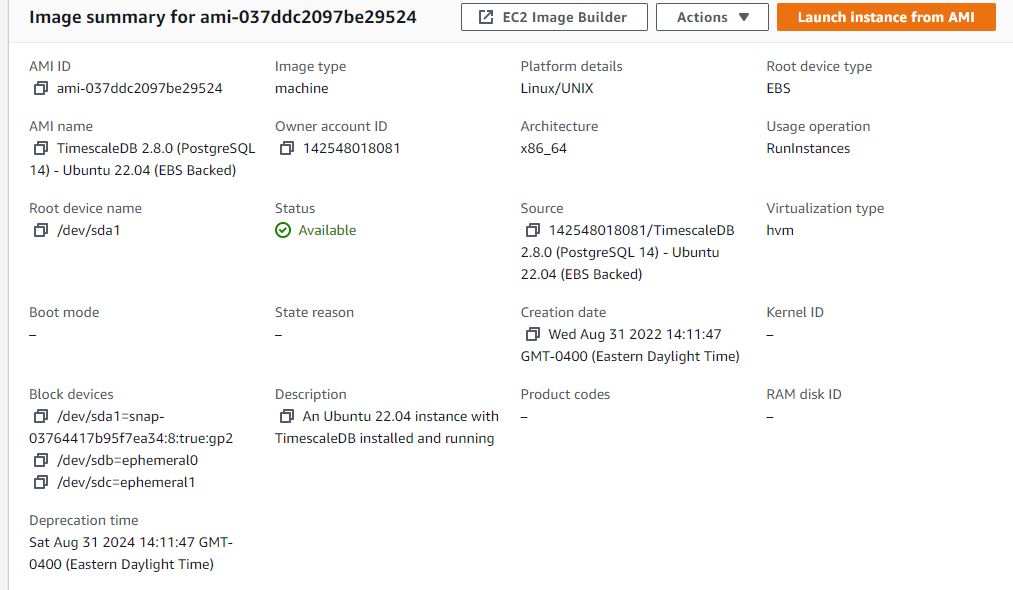 Image summary for ami-037ddc2097be29524
EC2 Image Builder
Actions
Launch instance from AMI
AMI ID
ami-037ddc2097be29524
Image type
machine
Platform details
Linux/UNIX
Root device type
EBS
AMI name
TimescaleDB 2.8.0 (PostgreSQL
14) - Ubuntu 22.04 (EBS Backed)
Owner account ID
142548018081
Architecture
x86_64
Usage operation
RunInstances
Root device name
/dev/sda1
Status
Available
Source
142548018081/TimescaleDB
2.8.0 (PostgreSQL 14) - Ubuntu
22.04 (EBS Backed)
Virtualization type
hvm
Boot mode
–
State reason
–
Creation date
Wed Aug 31 2022 14:11:47
GMT-0400 (Eastern Daylight Time)
Kernel ID
–
Block devices
/dev/sda1=snap-
03764417b95f7ea34:8:true:gp2
/dev/sdb=ephemeral0
/dev/sdc=ephemeral1
Description
An Ubuntu 22.04 instance with
TimescaleDB installed and running
Product codes
–
RAM disk ID
–
Deprecation time
Sat Aug 31 2024 14:11:47 GMT-
0400 (Eastern Daylight Time)